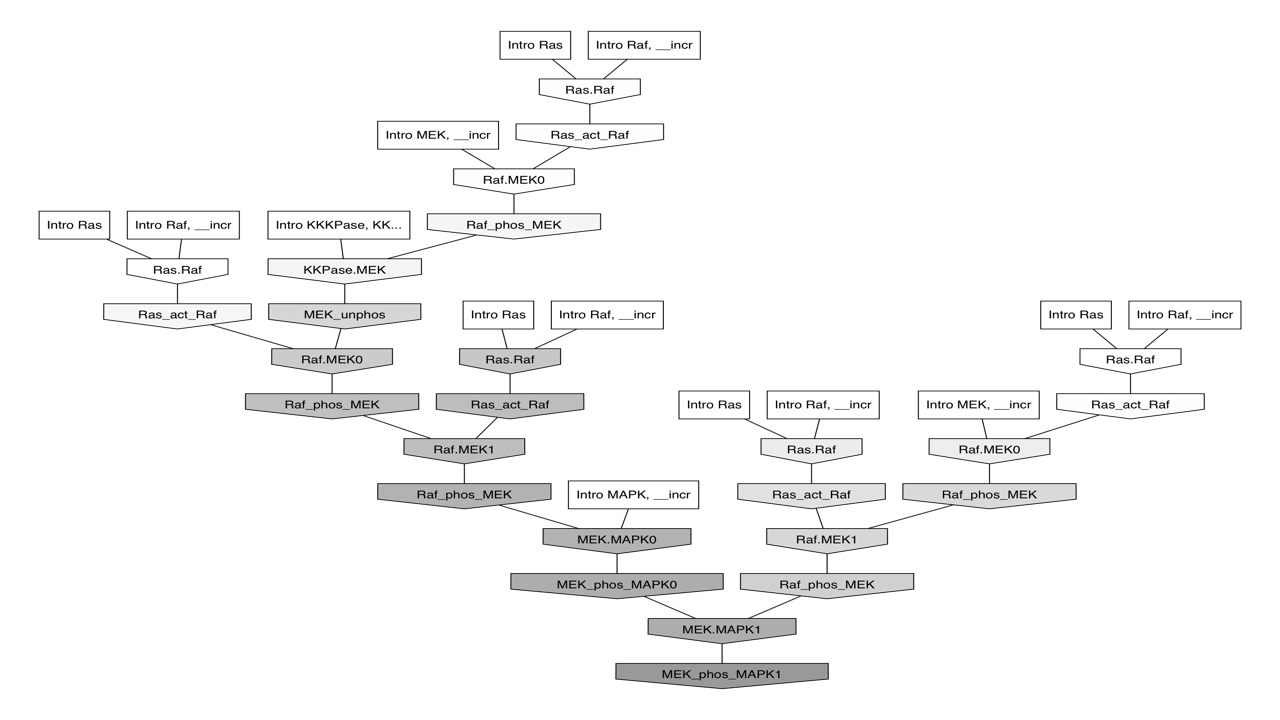 Intro Ras
Intro Raf, __incr
Ras.Raf
Intro MEK, __incr
Ras_act_Raf
Raf.MEK0
Intro Ras
Intro Raf, __incr
Intro KKKPase, KK...
Raf_phos_MEK
Ras.Raf
KKPase.MEK
Ras_act_Raf
MEK_unphos
Intro Ras
Intro Raf, __incr
Intro Ras
Intro Raf, __incr
Raf.MEK0
Ras.Raf
Ras.Raf
Raf_phos_MEK
Ras_act_Raf
Intro Ras
Intro Raf, __incr
Intro MEK, __incr
Ras_act_Raf
Raf.MEK1
Ras.Raf
Raf.MEK0
Raf_phos_MEK
Intro MAPK, __incr
Ras_act_Raf
Raf_phos_MEK
MEK.MAPK0
Raf.MEK1
MEK_phos_MAPK0
Raf_phos_MEK
MEK.MAPK1
MEK_phos_MAPK1